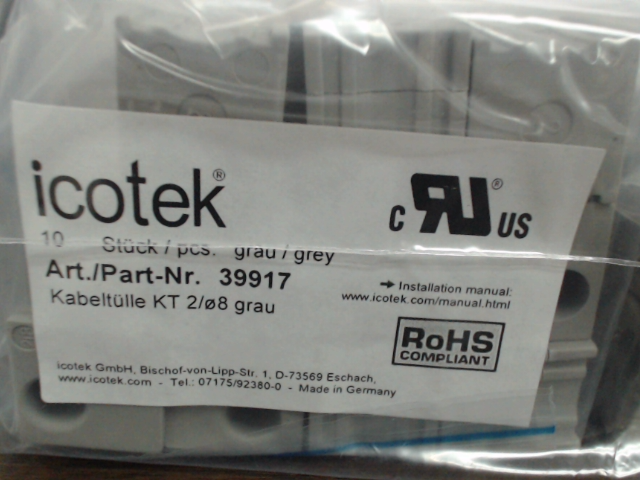 icotek®
10 Stück / pcs. grau / grey
Art./Part-Nr. 39917
Kabeltülle KT 2/ø8 grau
c RU ® US
➔ Installation manual:
www.icotek.com/manual.html
RoHS
COMPLIANT
icotek GmbH, Bischof-von-Lipp-Str. 1, D-73569 Eschach,
www.icotek.com - Tel.: 07175/92380-0 - Made in Germany